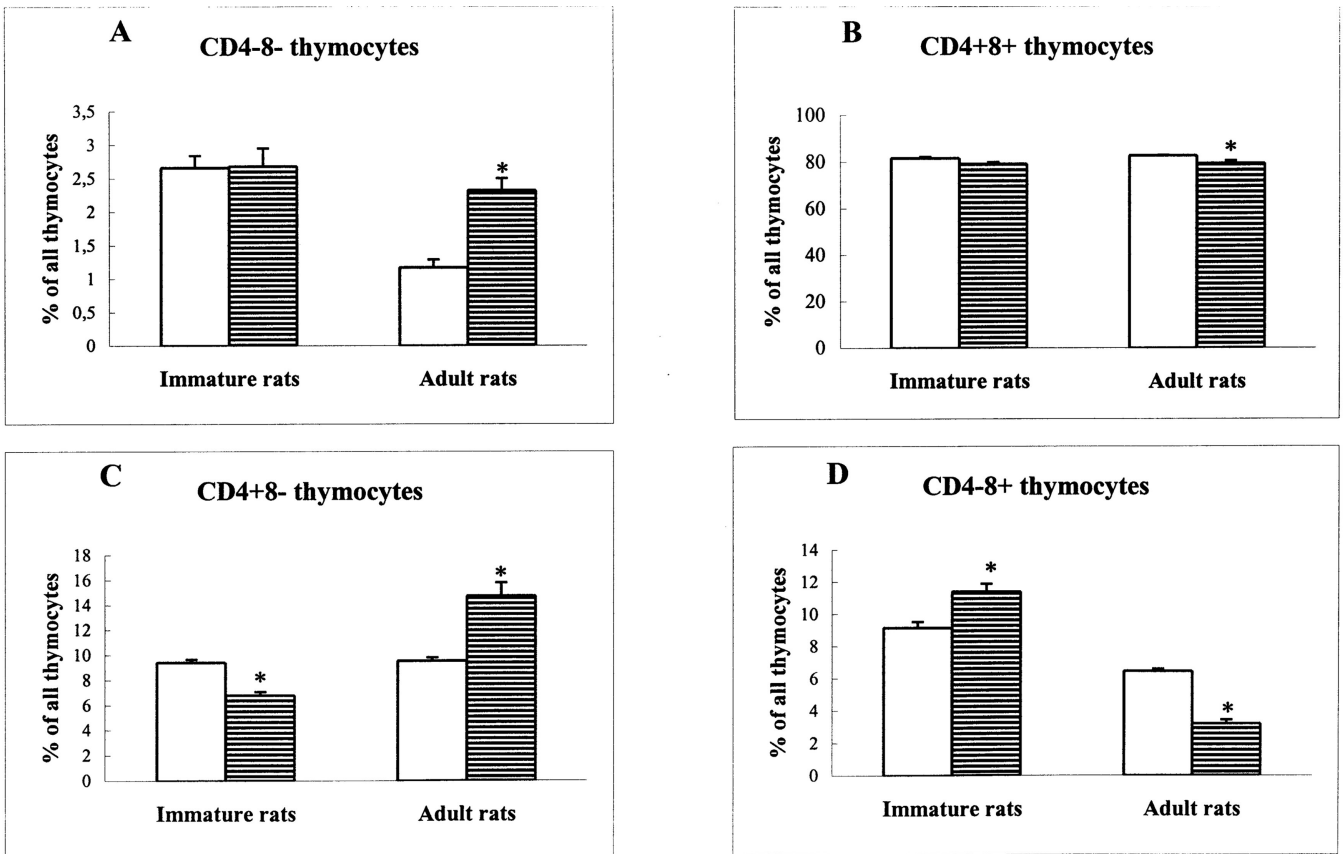 A
CD4-8- thymocytes
% of all thymocytes
3,5
3
2,5
2
1,5
1
0,5
0
*
Immature rats
Adult rats
B
CD4+8+ thymocytes
% of all thymocytes
100
80
60
40
20
0
*
Immature rats
Adult rats
C
CD4+8- thymocytes
% of all thymocytes
18
16
14
12
10
8
6
4
2
0
*
*
Immature rats
Adult rats
D
CD4-8+ thymocytes
% of all thymocytes
14
12
10
8
6
4
2
0
*
*
Immature rats
Adult rats